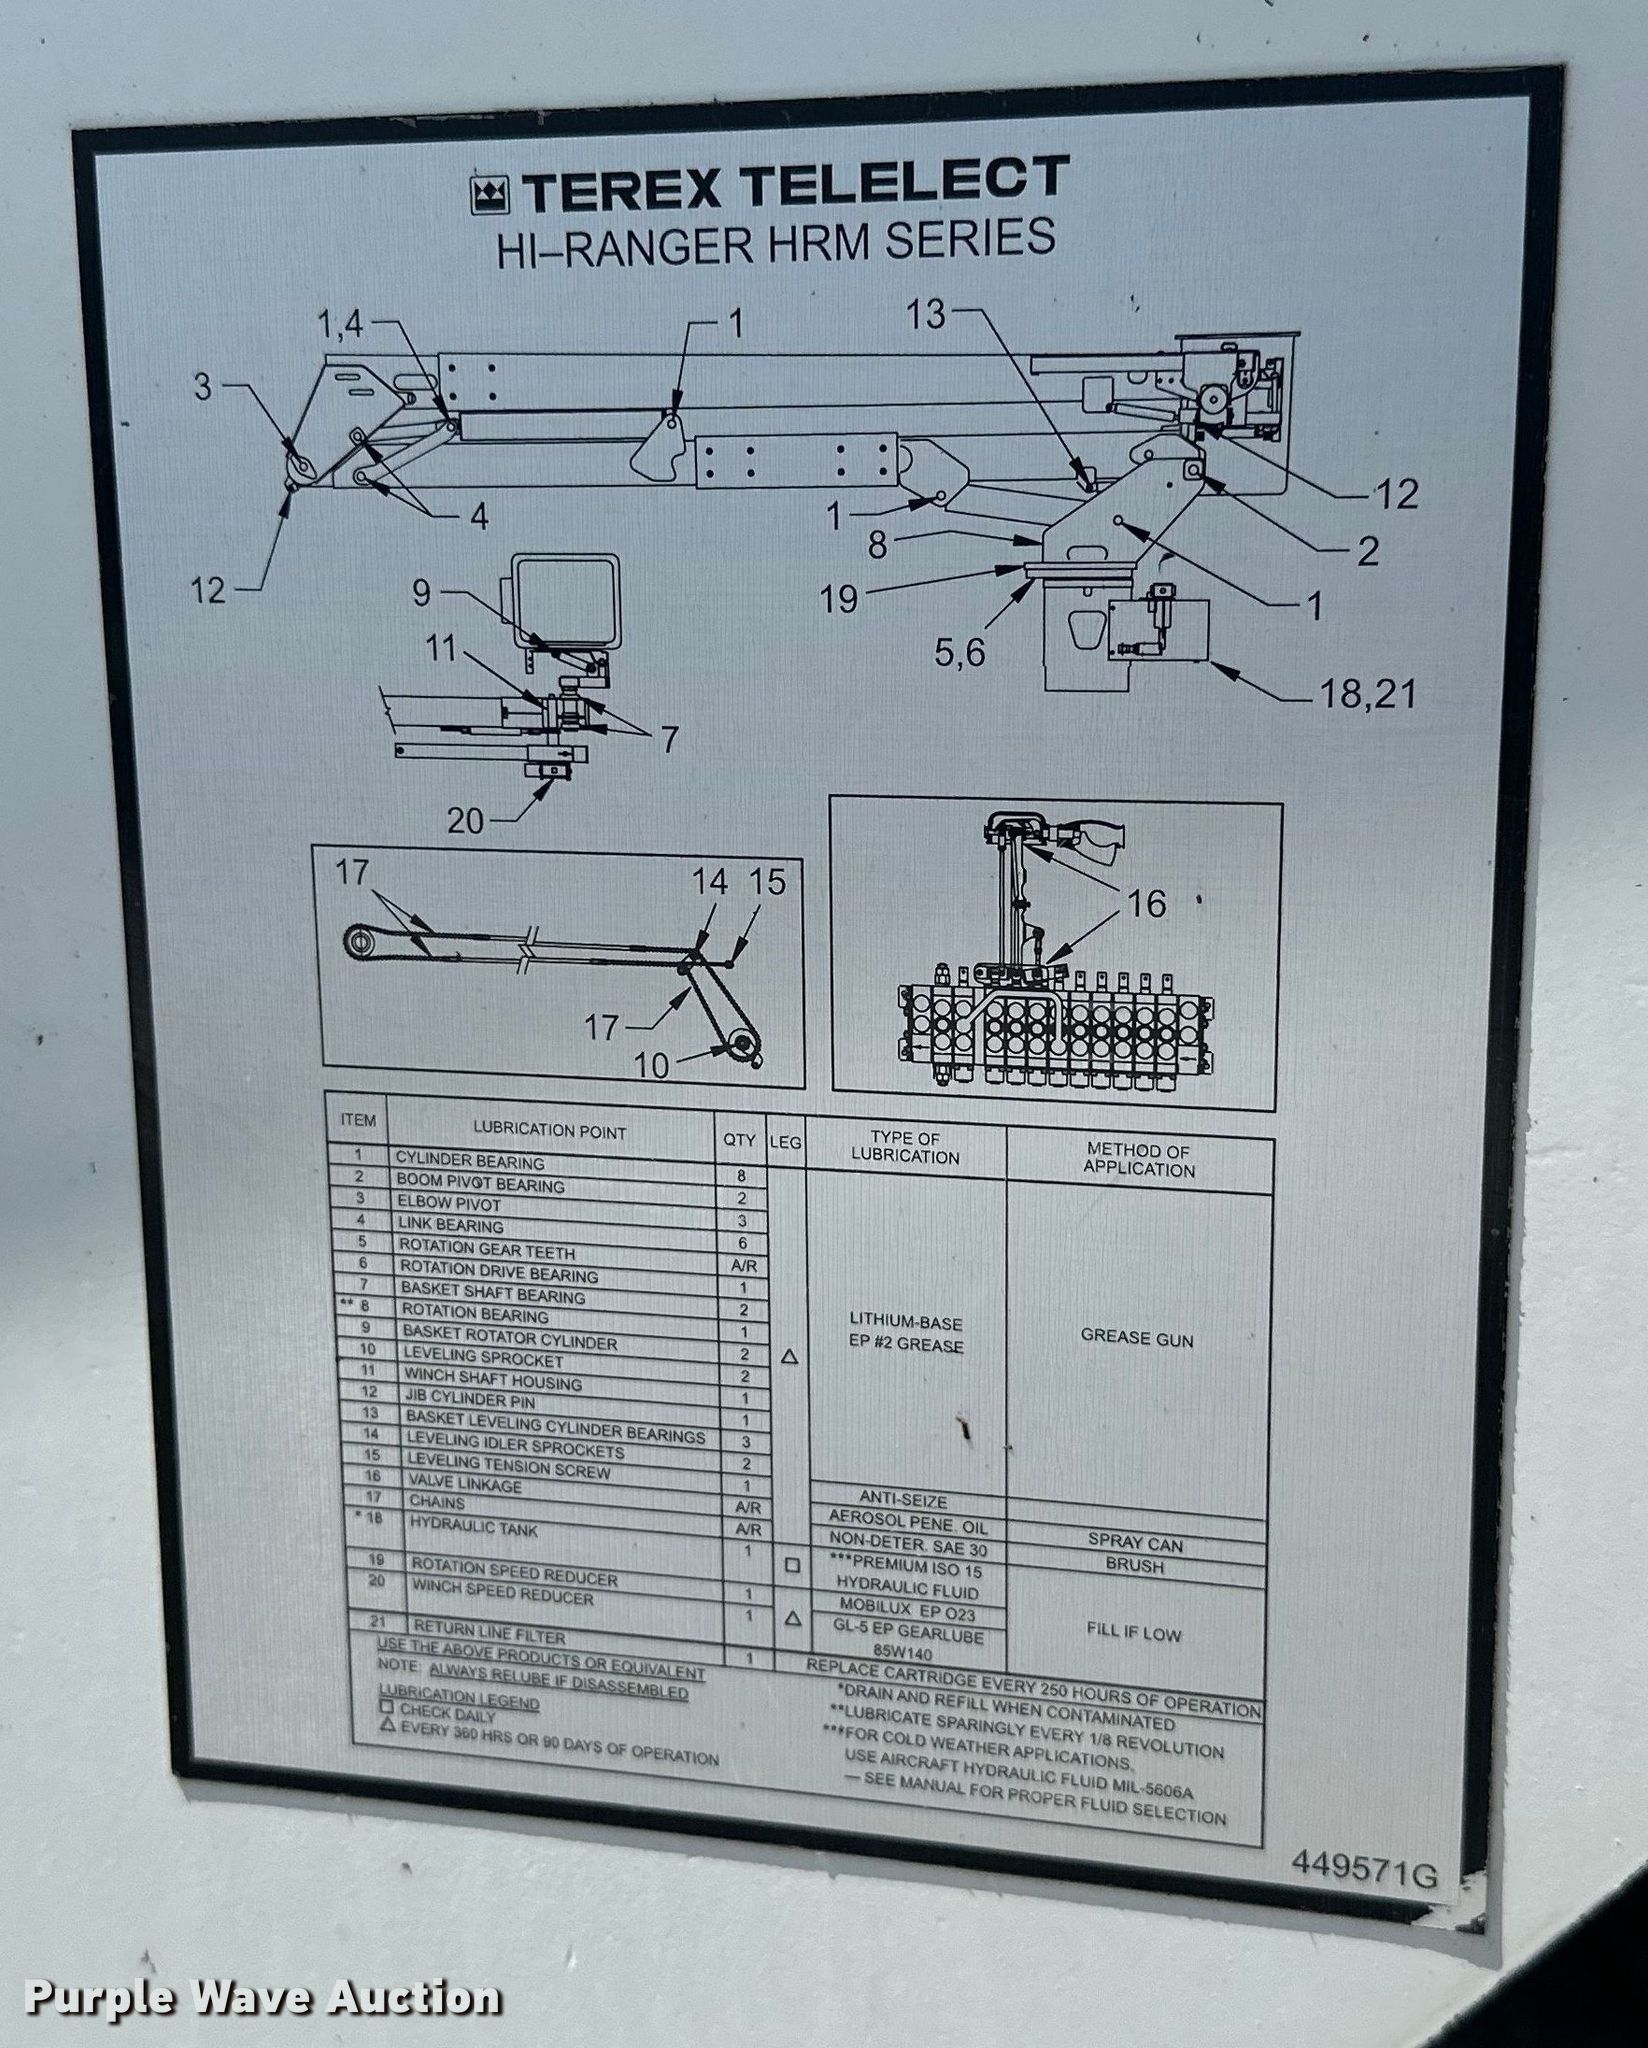 TEREX TELELECT
HI–RANGER HRM SERIES
1,4
1
13
3
4
1
8
12
2
12
9
19
1
11
5,6
18,21
7
20
17
14
15
16
17
10
ITEM LUBRICATION POINT QTY LEG TYPE OF LUBRICATION METHOD OF APPLICATION
1 CYLINDER BEARING 8
2 BOOM PIVOT BEARING 2
3 ELBOW PIVOT 3
4 LINK BEARING 6
5 ROTATION GEAR TEETH A/R
6 ROTATION DRIVE BEARING 1
7 BASKET SHAFT BEARING 2
** 8 ROTATION BEARING 1
9 BASKET ROTATOR CYLINDER 2
10 LEVELING SPROCKET 2
11 WINCH SHAFT HOUSING 1
12 JIB CYLINDER PIN 1
13 BASKET LEVELING CYLINDER BEARINGS 3
14 LEVELING IDLER SPROCKETS 2
△ LITHIUM-BASE
EP #2 GREASE
GREASE GUN
15 LEVELING TENSION SCREW 1 ANTI-SEIZE
16 VALVE LINKAGE A/R AEROSOL PENE. OIL SPRAY CAN
17 CHAINS A/R NON-DETER. SAE 30 BRUSH
* 18 HYDRAULIC TANK 1 □ ***PREMIUM ISO 15
HYDRAULIC FLUID
19 ROTATION SPEED REDUCER 1 MOBILUX EP O23
20 WINCH SPEED REDUCER 1 △ GL-5 EP GEARLUBE
85W140
FILL IF LOW
21 RETURN LINE FILTER 1 REPLACE CARTRIDGE EVERY 250 HOURS OF OPERATION
USE THE ABOVE PRODUCTS OR EQUIVALENT
NOTE: ALWAYS RELUBE IF DISASSEMBLED
LUBRICATION LEGEND
□ CHECK DAILY
△ EVERY 360 HRS OR 90 DAYS OF OPERATION
*DRAIN AND REFILL WHEN CONTAMINATED
**LUBRICATE SPARINGLY EVERY 1/8 REVOLUTION
***FOR COLD WEATHER APPLICATIONS,
USE AIRCRAFT HYDRAULIC FLUID MIL-5606A
— SEE MANUAL FOR PROPER FLUID SELECTION
449571G
Purple Wave Auction